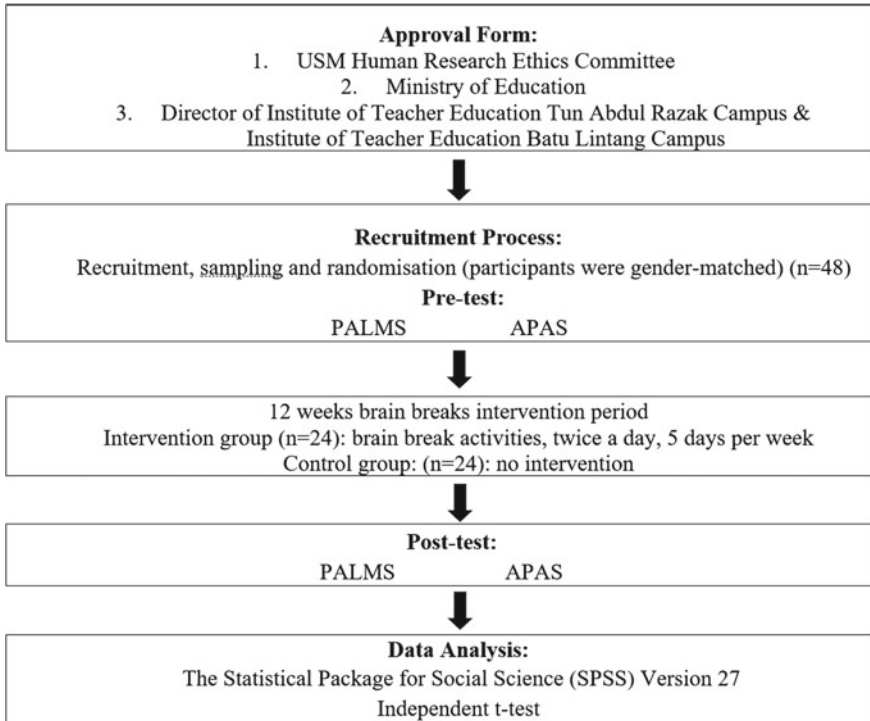 Approval Form:
1. USM Human Research Ethics Committee
2. Ministry of Education
3. Director of Institute of Teacher Education Tun Abdul Razak Campus &
Institute of Teacher Education Batu Lintang Campus
Recruitment Process:
Recruitment, sampling and randomisation (participants were gender-matched) (n=48)
Pre-test:
PALMS APAS
12 weeks brain breaks intervention period
Intervention group (n=24): brain break activities, twice a day, 5 days per week
Control group: (n=24): no intervention
Post-test:
PALMS APAS
Data Analysis:
The Statistical Package for Social Science (SPSS) Version 27
Independent t-test